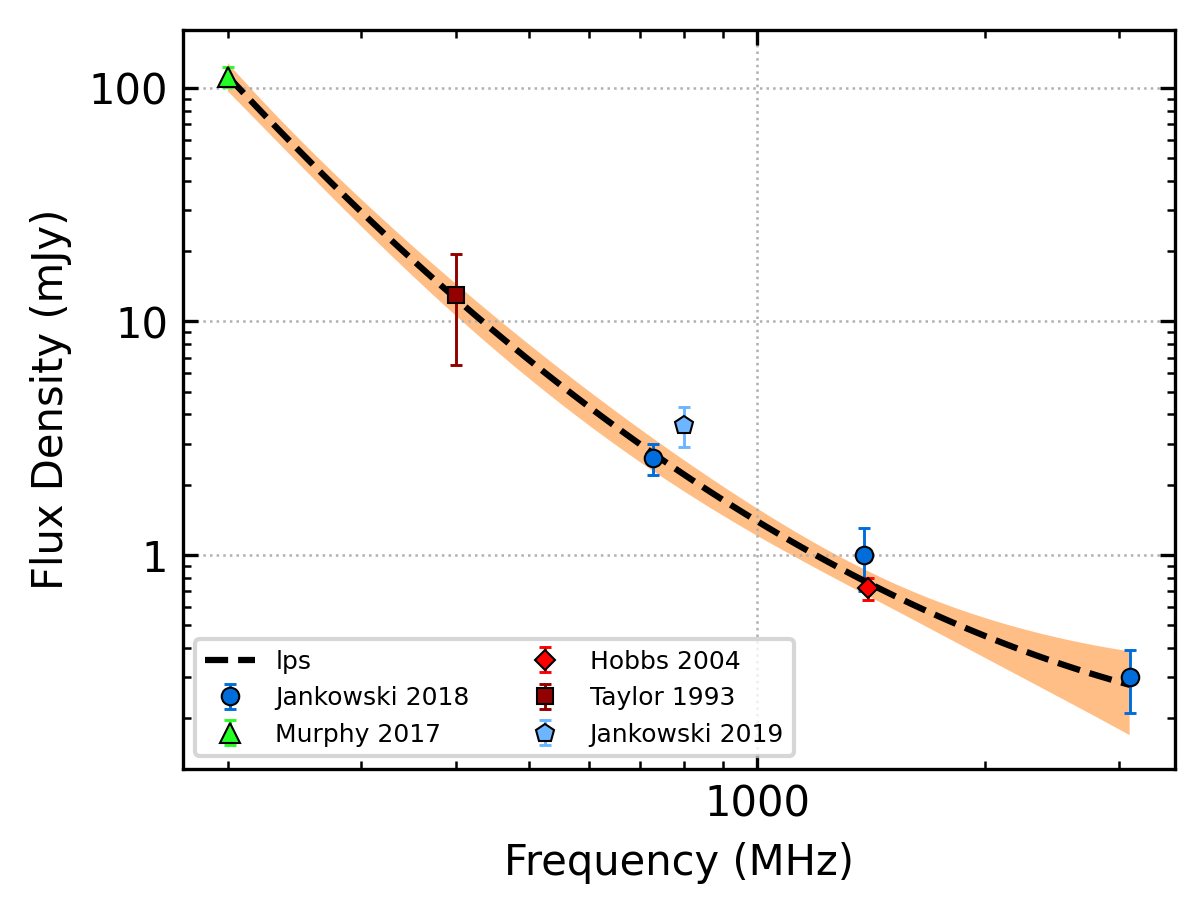 100
10
1
Flux Density (mJy)
lps
Jankowski 2018
Murphy 2017
Hobbs 2004
Taylor 1993
Jankowski 2019
1000
Frequency (MHz)